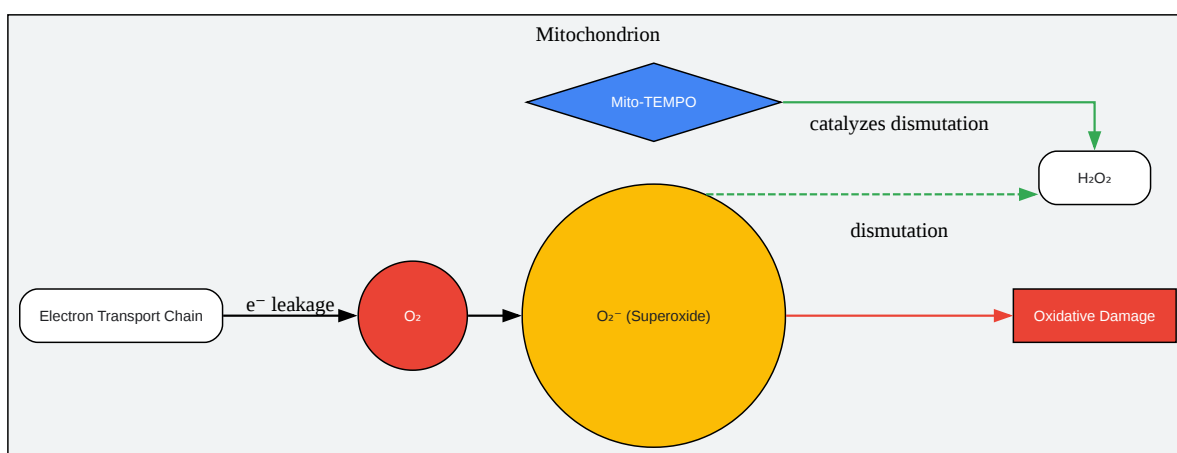 Mitochondrion
Mito-TEMPO
catalyzes dismutation
H₂O₂
dismutation
Electron Transport Chain
e⁻ leakage
O₂
O₂⁻ (Superoxide)
Oxidative Damage